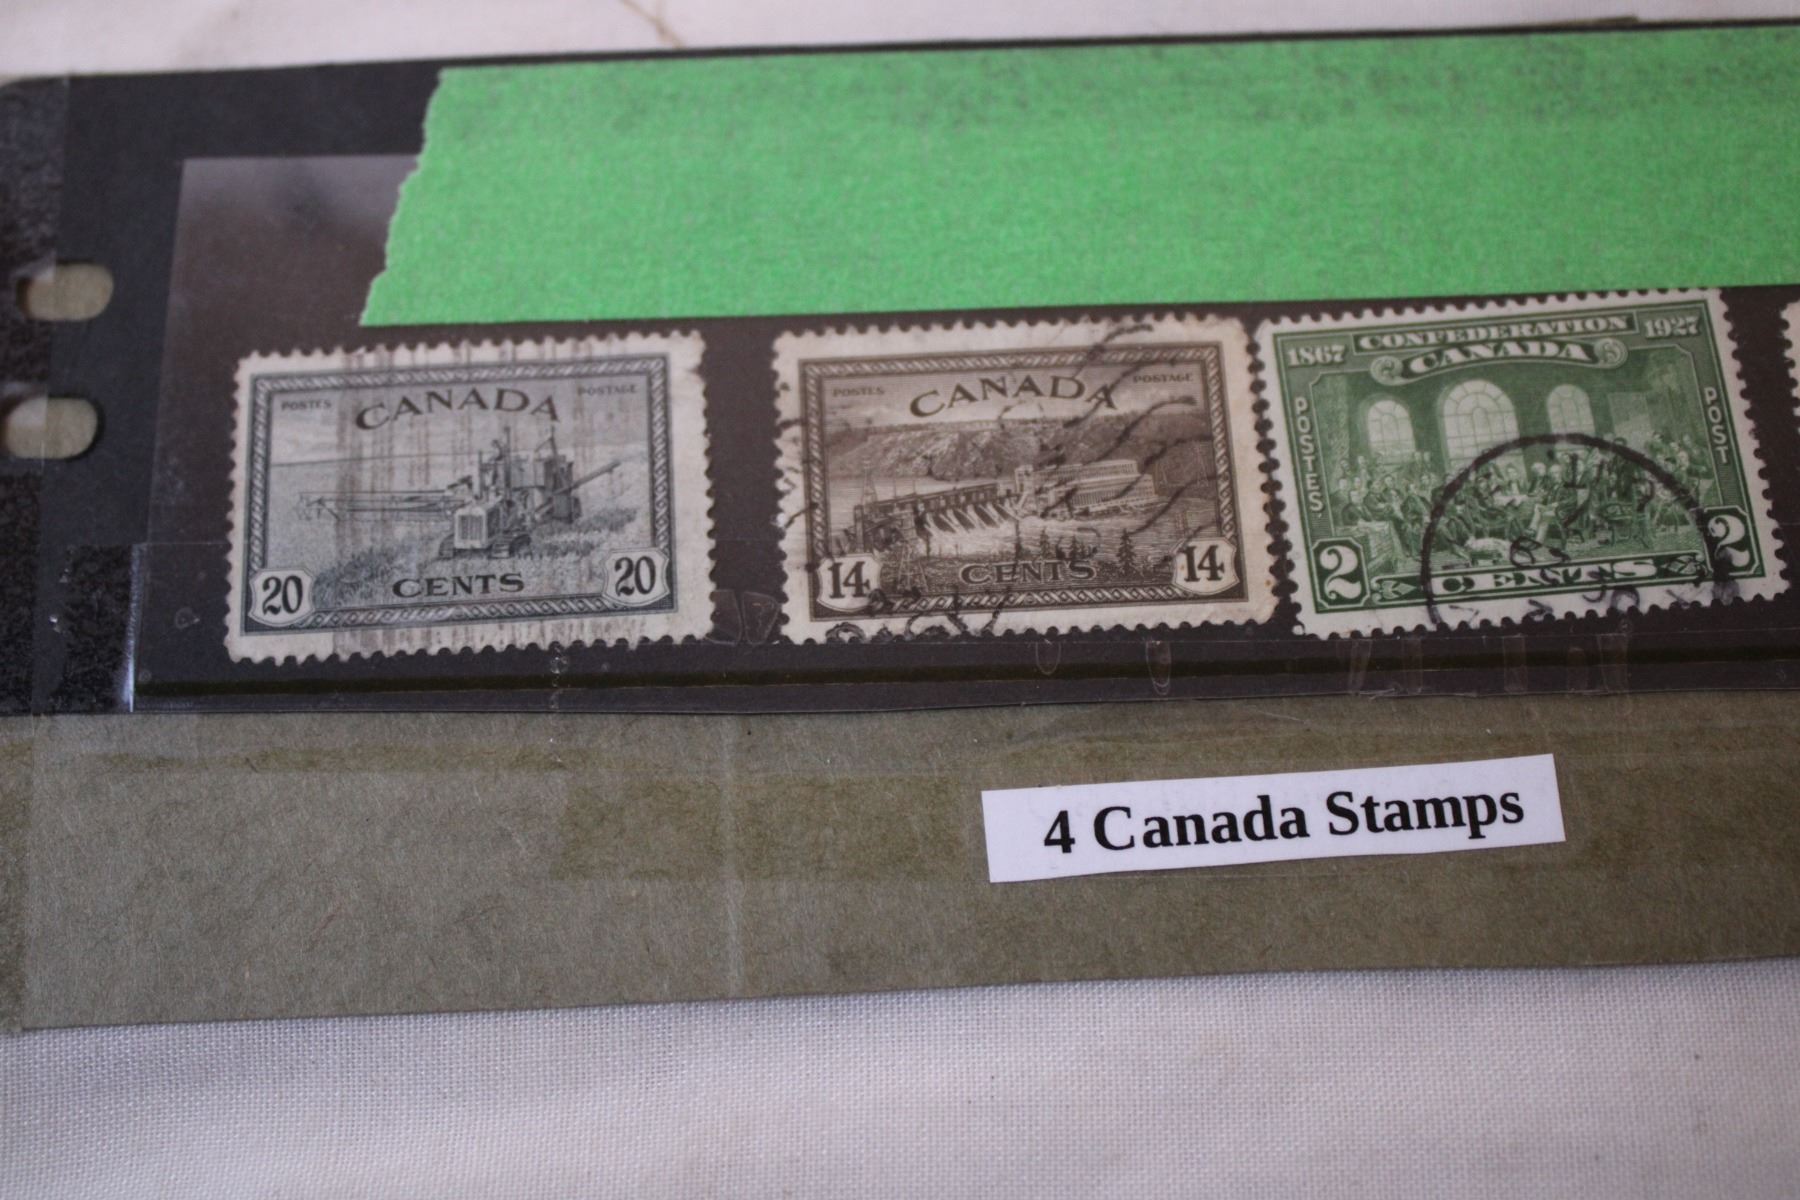 POSTES CANADA POSTAGE
20 CENTS 20
POSTES CANADA POSTAGE
14 CENTS 14
1867 CONFEDERATION 1927
CANADA
POSTES POST
2 CENTS 2
4 Canada Stamps